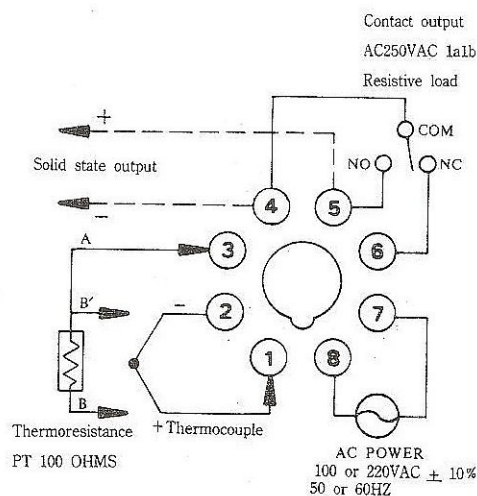 Contact output
AC250VAC 1a1b
Resistive load
+
COM
Solid state output
NO
NC
4
5
−
A
3
6
B'
2
−
7
1
8
B
Thermoresistance
+Thermocouple
PT 100 OHMS
AC POWER
100 or 220VAC ± 10%
50 or 60HZ